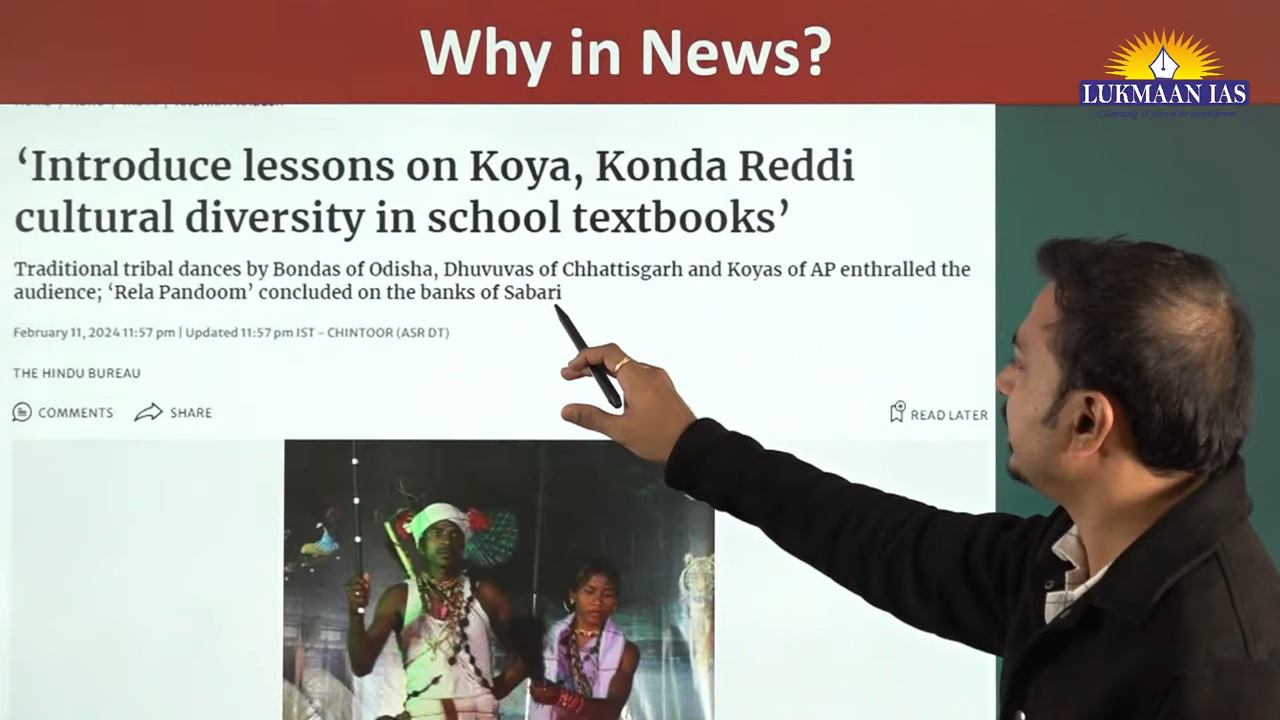 Why in News?
LUKMAAN IAS
‘Introduce lessons on Koya, Konda Reddi
cultural diversity in school textbooks’
Traditional tribal dances by Bondas of Odisha, Dhuvuvas of Chhattisgarh and Koyas of AP enthralled the
audience; ‘Rela Pandoom’ concluded on the banks of Sabari
February 11, 2024 11:57 pm | Updated 11:57 pm IST - CHINTOOR (ASR DT)
THE HINDU BUREAU
COMMENTS SHARE READ LATER